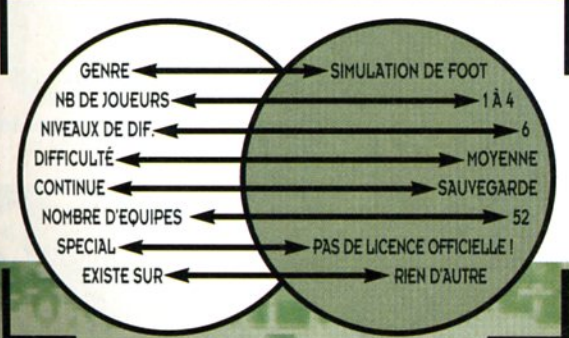 GENRE SIMULATION DE FOOT
NB DE JOUEURS 1 À 4
NIVEAUX DE DIF. 6
DIFFICULTÉ MOYENNE
CONTINUE SAUVEGARDE
NOMBRE D'EQUIPES 52
SPECIAL PAS DE LICENCE OFFICIELLE !
EXISTE SUR RIEN D'AUTRE